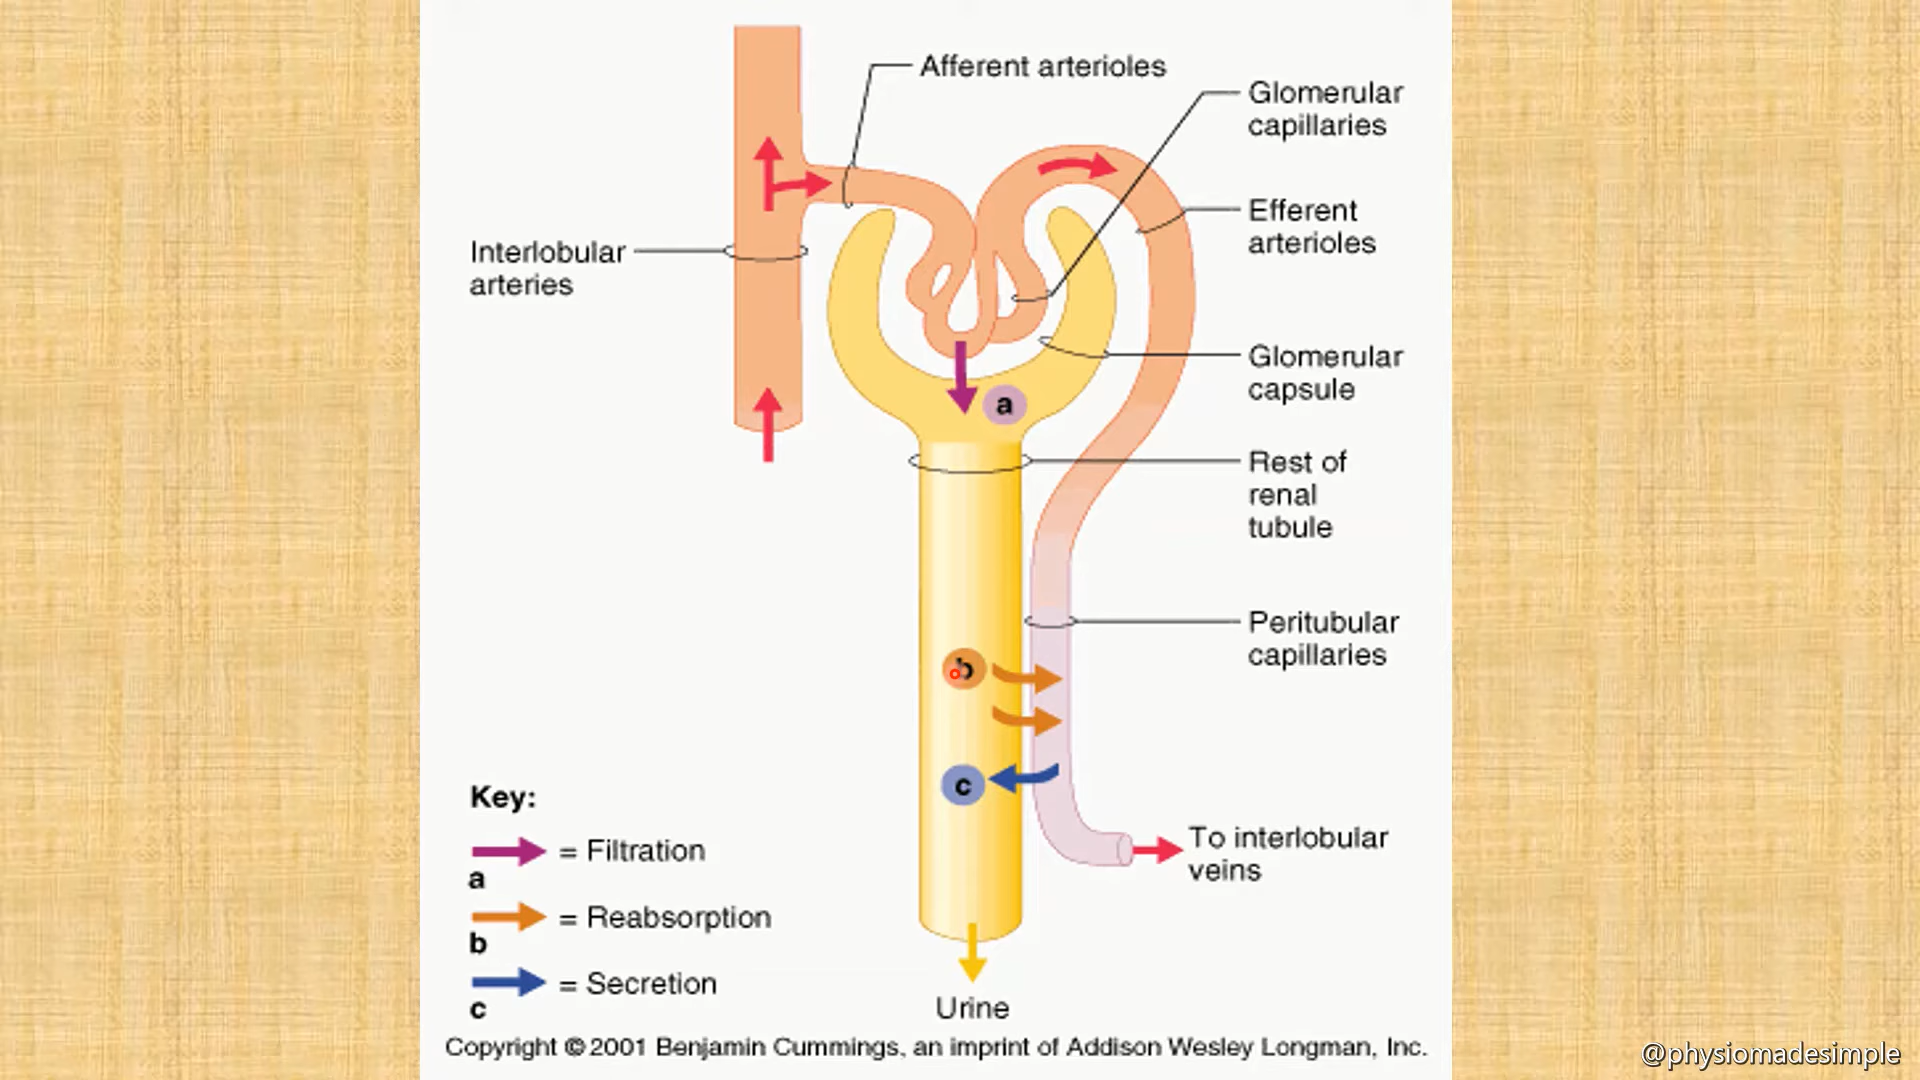 Afferent arterioles
Glomerular
capillaries
Efferent
arterioles
Interlobular
arteries
Glomerular
capsule
a
Rest of
renal
tubule
Peritubular
capillaries
b
c
To interlobular
veins
Key:
= Filtration
a
= Reabsorption
b
= Secretion
c
Urine
Copyright © 2001 Benjamin Cummings, an imprint of Addison Wesley Longman, Inc.
@physiomadesimple